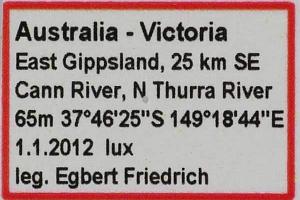 Australia - Victoria
East Gippsland, 25 km SE
Cann River, N Thurra River
65m 37°46'25"S 149°18'44"E
1.1.2012 lux
leg. Egbert Friedrich